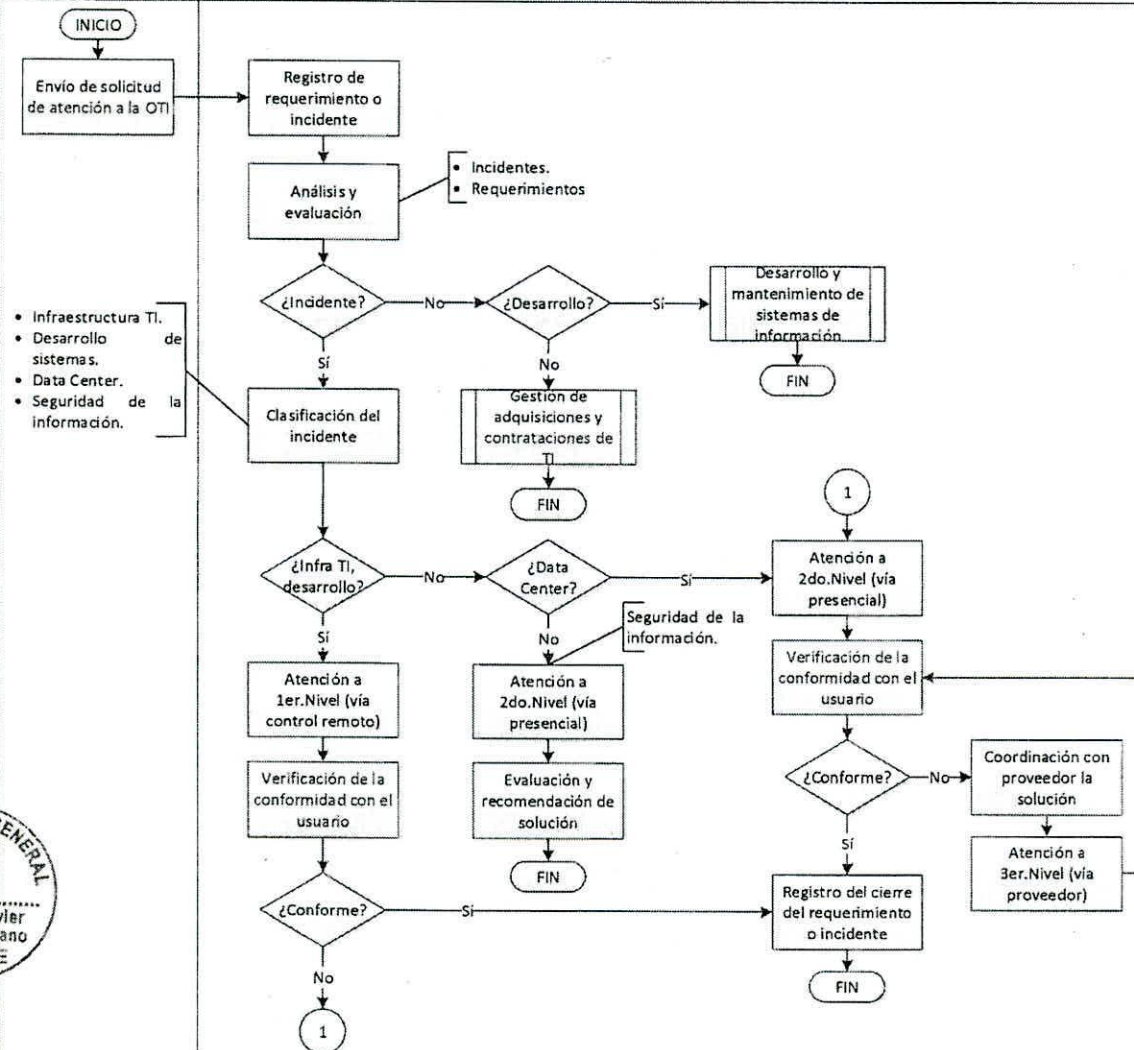 INICIO
Envío de solicitud
de atención a la OTI
Registro de
requerimiento o
incidente
Análisis y
evaluación
• Incidentes.
• Requerimientos
¿Incidente?
No
¿Desarrollo?
Sí
Desarrollo y
mantenimiento de
sistemas de
información
FIN
Sí
No
• Infraestructura TI.
• Desarrollo de
sistemas.
• Data Center.
• Seguridad de la
información.
Clasificación del
incidente
Gestión de
adquisiciones y
contrataciones de
TI
FIN
1
¿Infra TI,
desarrollo?
No
¿Data
Center?
Sí
Atención a
2do.Nivel (vía
presencial)
Sí
No
Seguridad de la
información.
Atención a
1er.Nivel (vía
control remoto)
Atención a
2do.Nivel (vía
presencial)
Verificación de la
conformidad con el
usuario
Verificación de la
conformidad con el
usuario
Evaluación y
recomendación de
solución
FIN
¿Conforme?
No
Coordinación con
proveedor la
solución
Atención a
3er.Nivel (vía
proveedor)
Sí
¿Conforme?
Sí
Registro del cierre
del requerimiento
o incidente
FIN
No
1
GENERAL